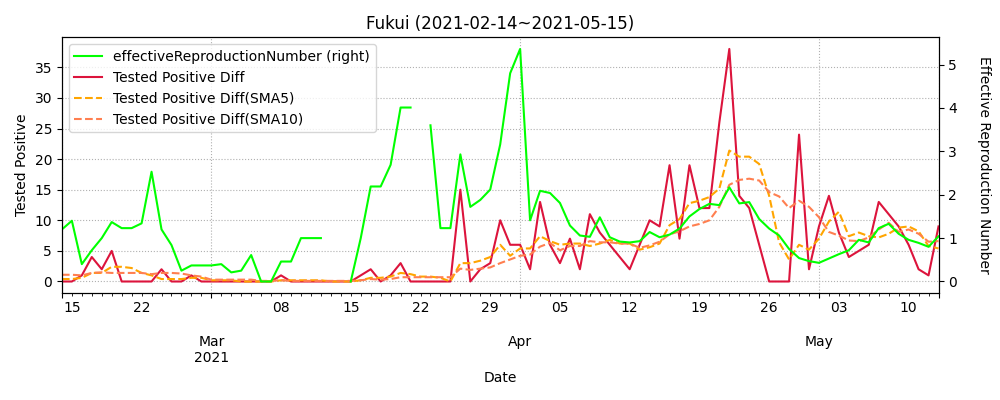 Fukui (2021-02-14~2021-05-15)
effectiveReproductionNumber (right)
Tested Positive Diff
Tested Positive Diff(SMA5)
Tested Positive Diff(SMA10)
Tested Positive
35
30
25
20
15
10
5
0
5
4
3
2
1
0
Effective Reproduction Number
15 22 08 15 22 29 05 12 19 26 03 10
Mar Apr May
2021
Date